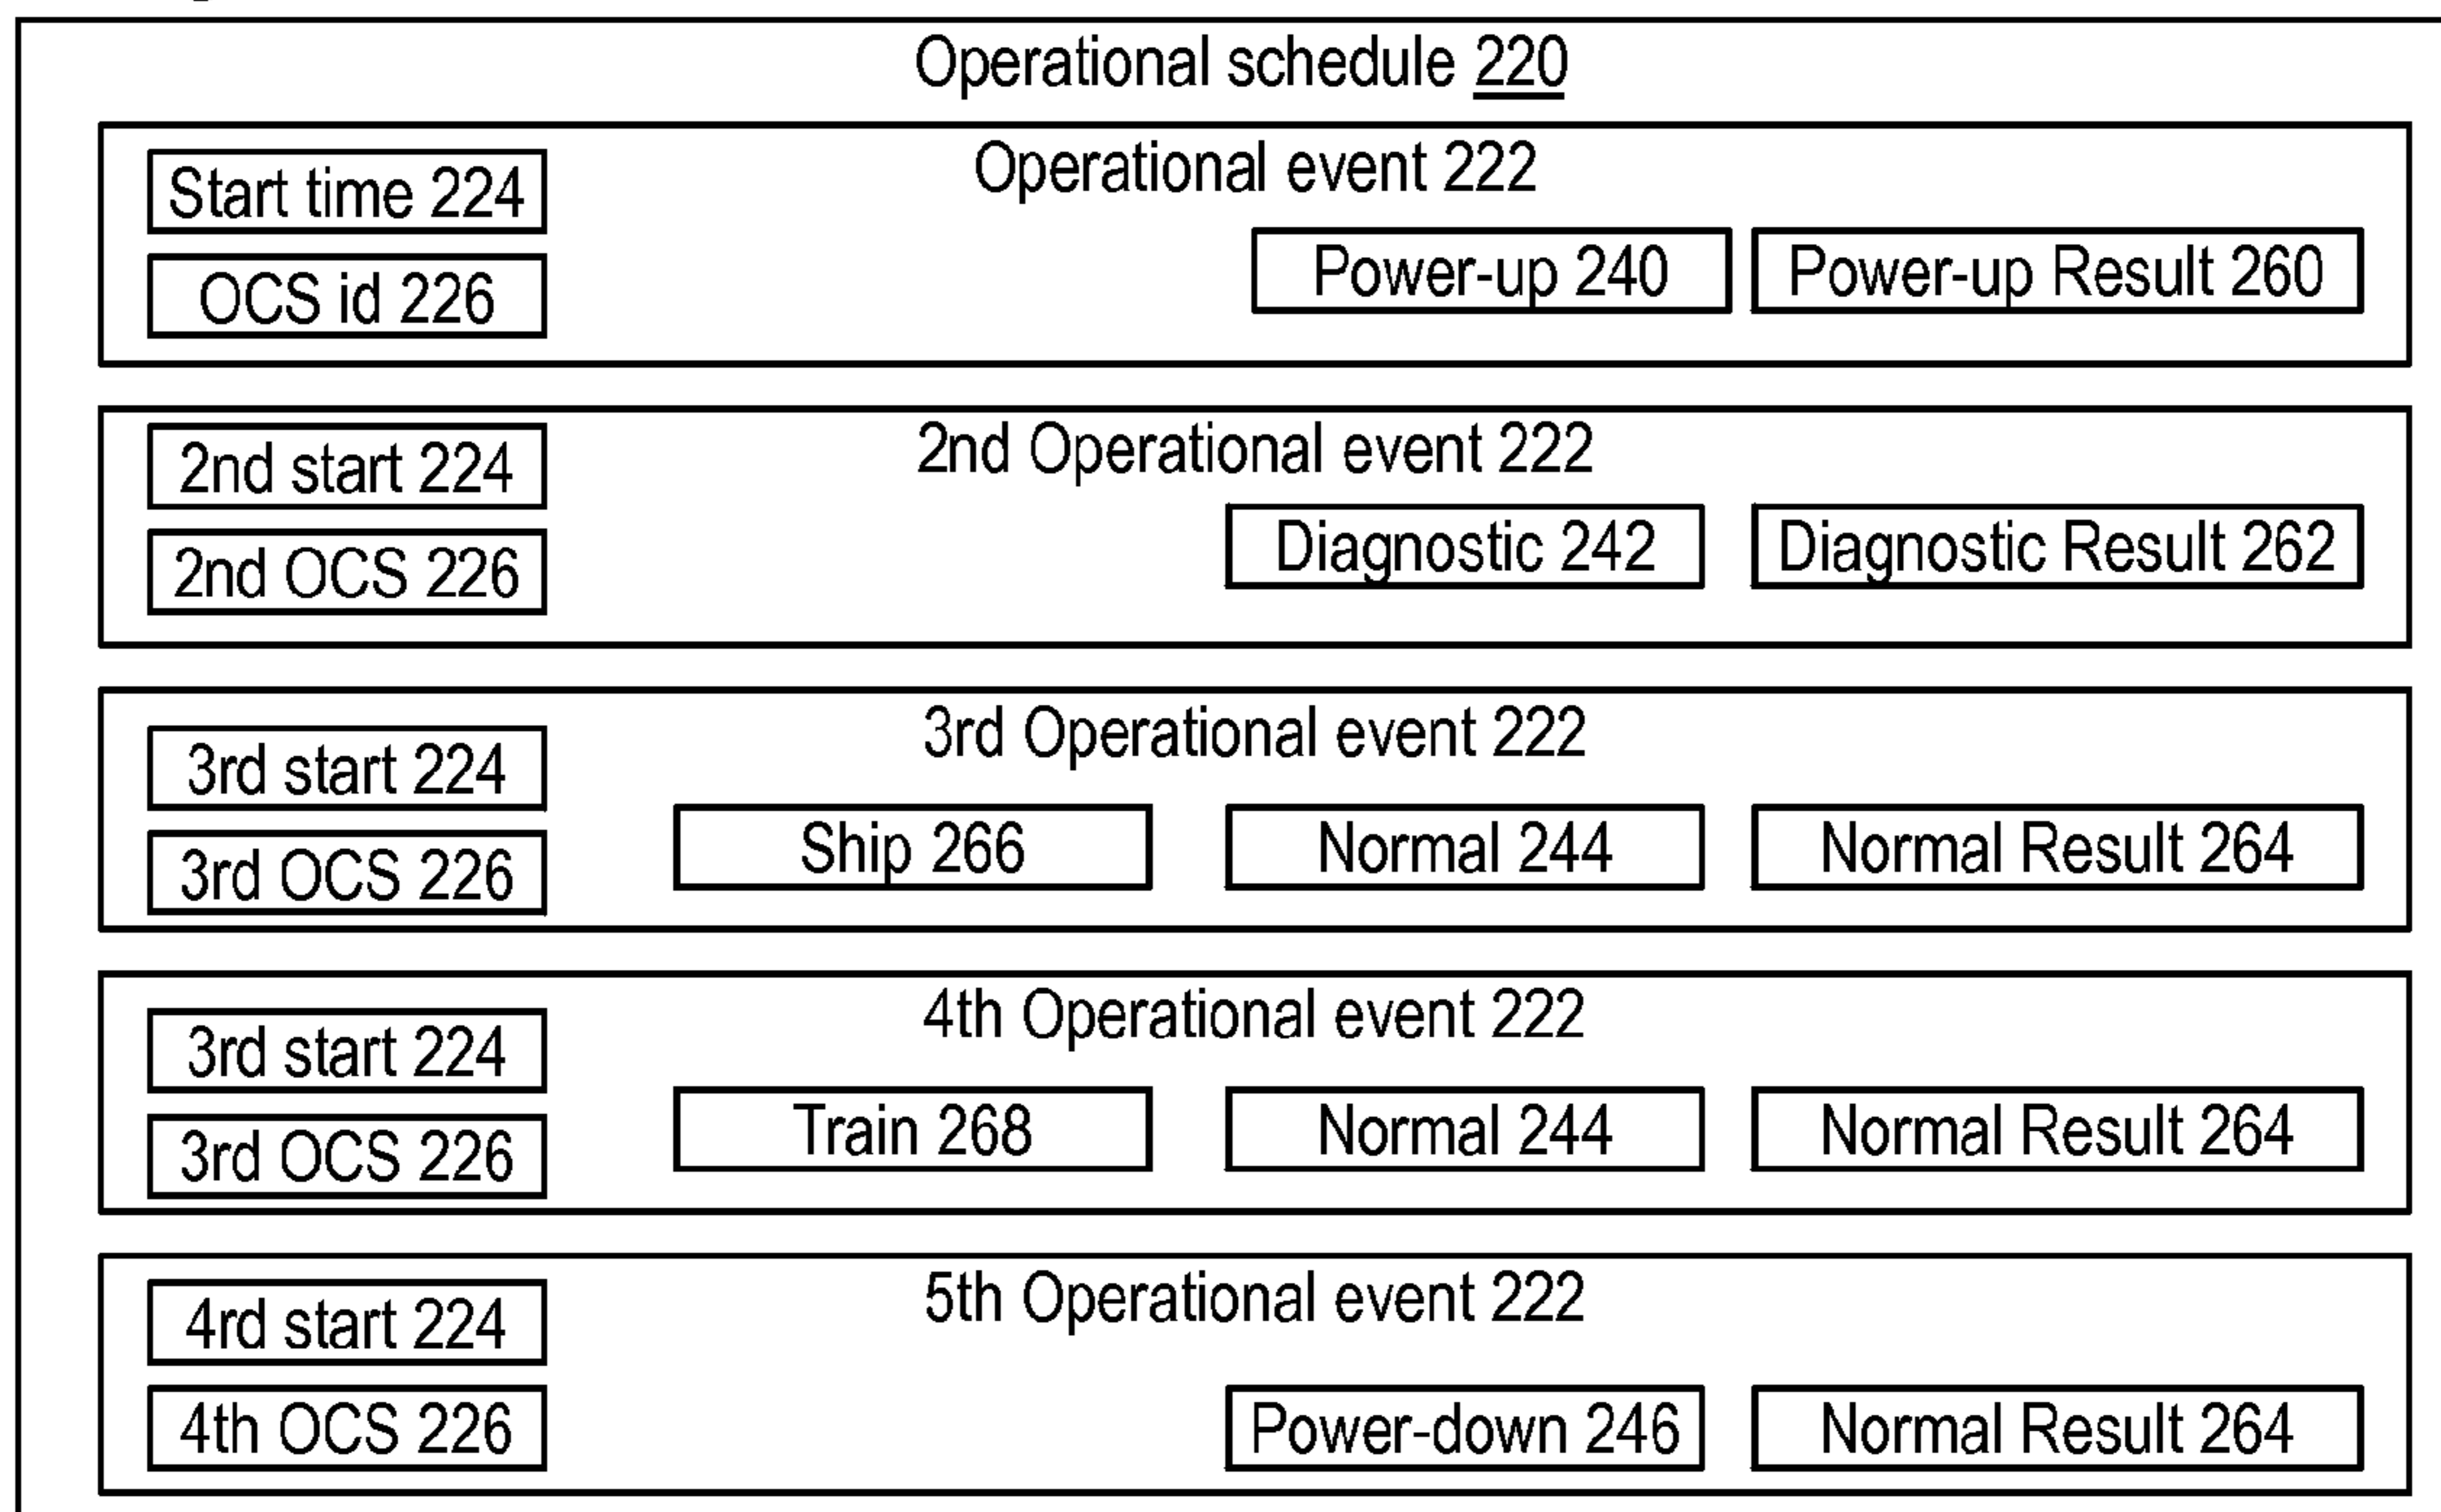 Operational schedule 220
Operational event 222
Start time 224
OCS id 226
Power-up 240
Power-up Result 260
2nd Operational event 222
2nd start 224
2nd OCS 226
Diagnostic 242
Diagnostic Result 262
3rd Operational event 222
3rd start 224
3rd OCS 226
Ship 266
Normal 244
Normal Result 264
4th Operational event 222
3rd start 224
3rd OCS 226
Train 268
Normal 244
Normal Result 264
5th Operational event 222
4rd start 224
4th OCS 226
Power-down 246
Normal Result 264